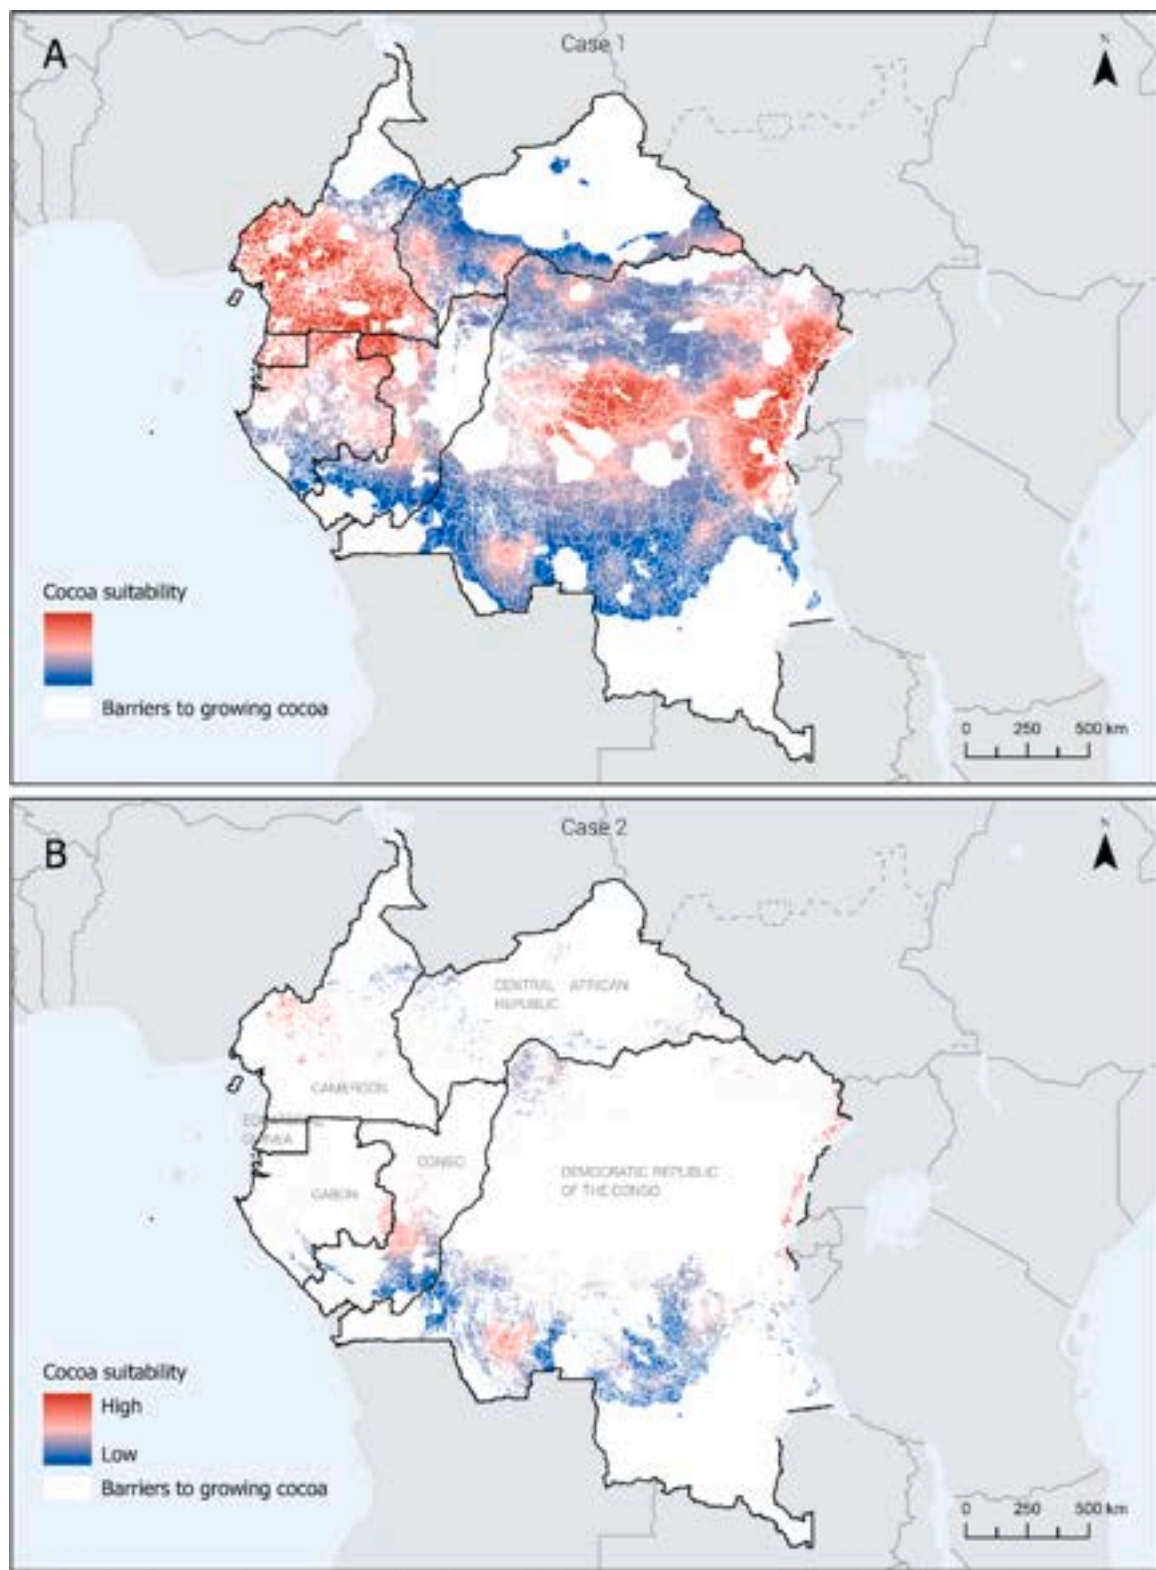 A
Case 1
N
Cocoa suitability
Barriers to growing cocoa
0 250 500 km
B
Case 2
N
CENTRAL AFRICAN
REPUBLIC
CAMEROON
CONGO
DEMOCRATIC REPUBLIC
OF THE CONGO
GABON
Cocoa suitability
High
Low
Barriers to growing cocoa
0 250 500 km